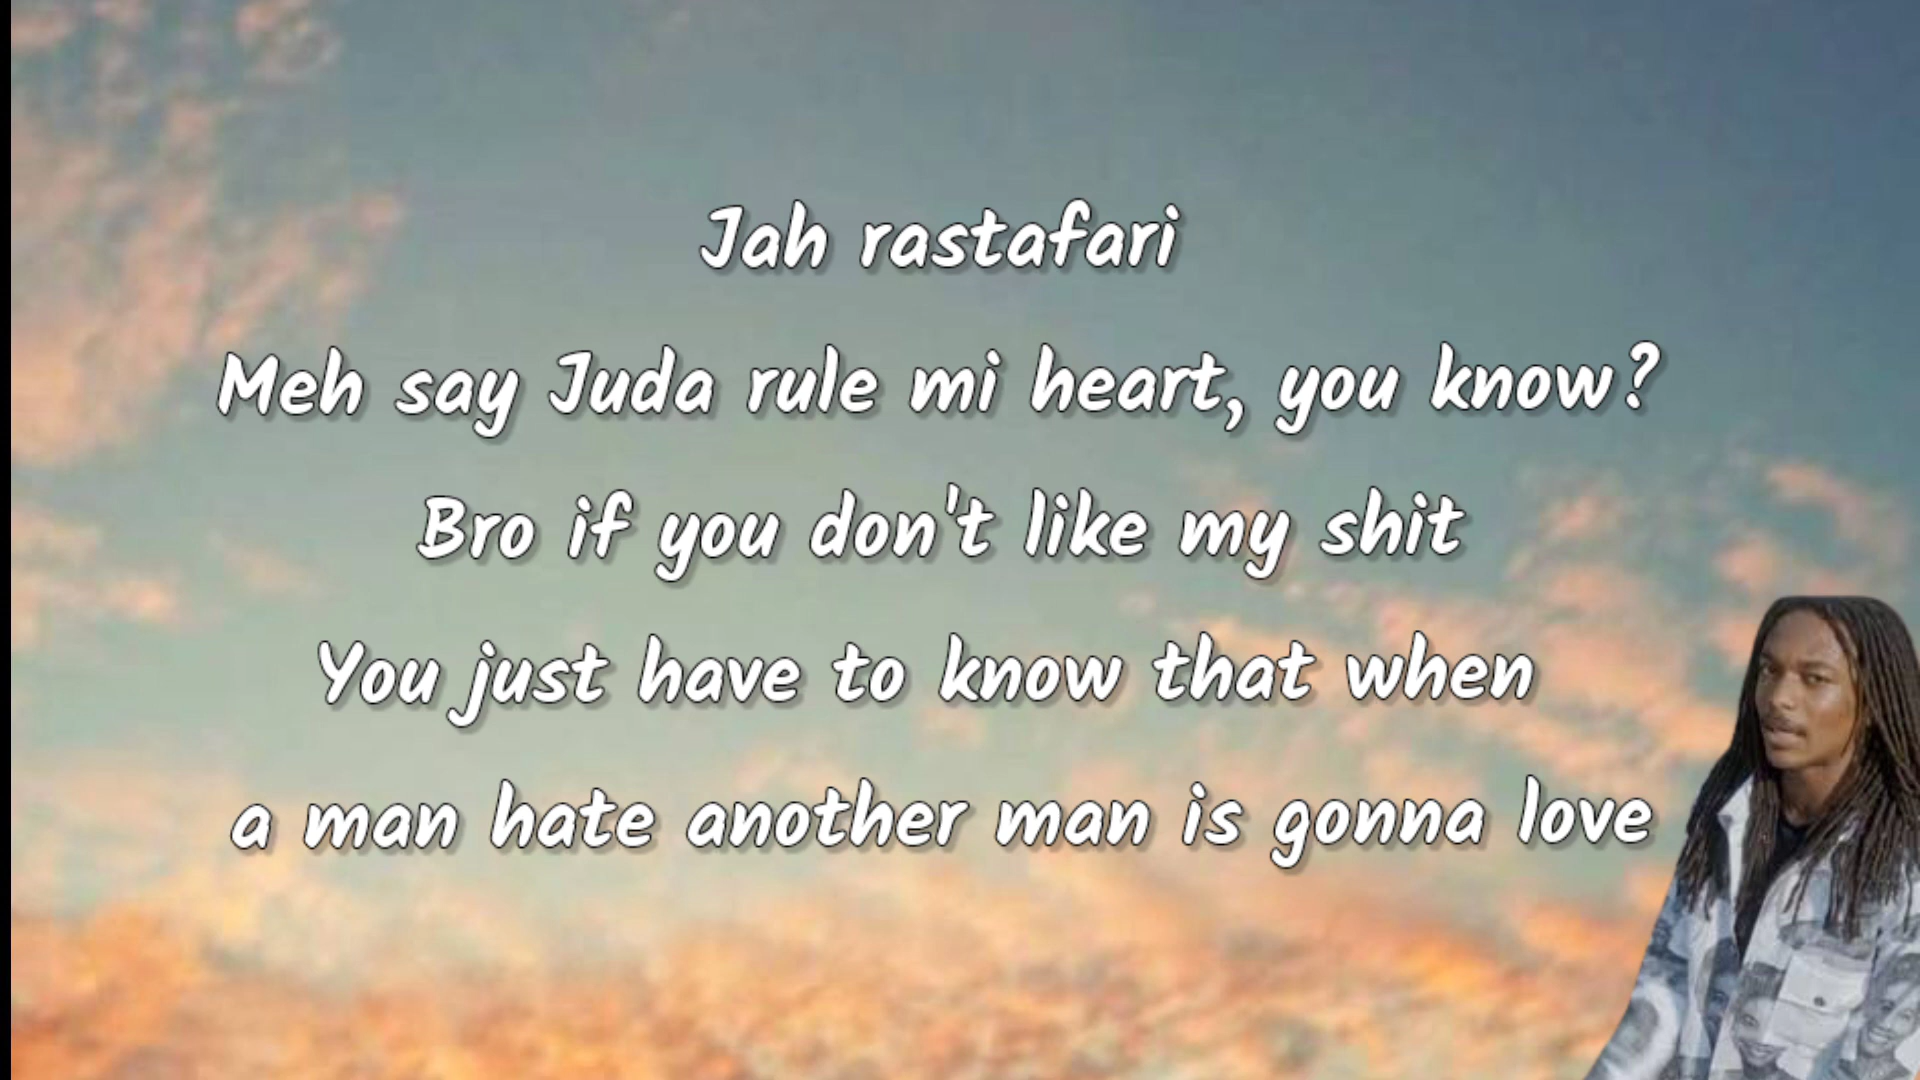 Jah rastafari
Meh say Juda rule mi heart, you know?
Bro if you don't like my shit
You just have to know that when
a man hate another man is gonna love